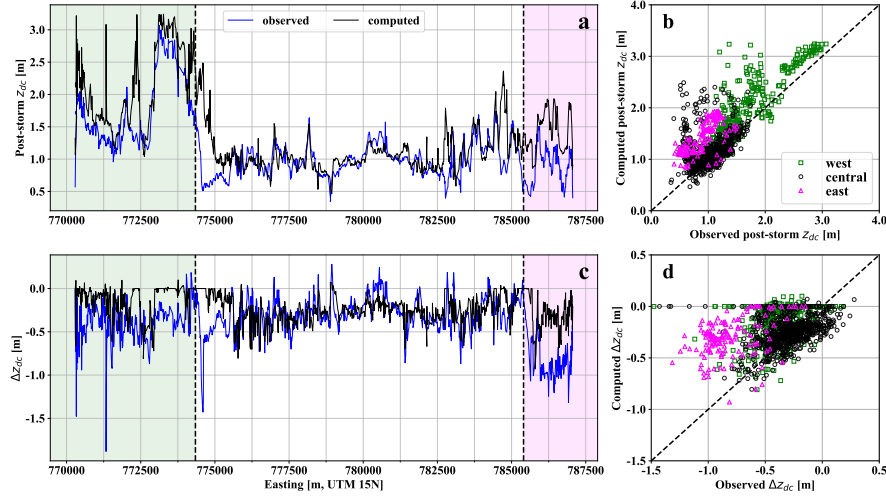 observed computed a
Post-storm z_dc [m]
3.0
2.5
2.0
1.5
1.0
0.5
770000 772500 775000 777500 780000 782500 785000 787500
b
Computed post-storm z_dc [m]
4.0
3.0
2.0
1.0
0.0
west
central
east
0.0 1.0 2.0 3.0 4.0
Observed post-storm z_dc [m]
c
Δz_dc [m]
0.0
-0.5
-1.0
-1.5
770000 772500 775000 777500 780000 782500 785000 787500
Easting [m, UTM 15N]
d
Computed Δz_dc [m]
0.5
0.0
-0.5
-1.0
-1.5
-1.5 -1.0 -0.5 0.0 0.5
Observed Δz_dc [m]